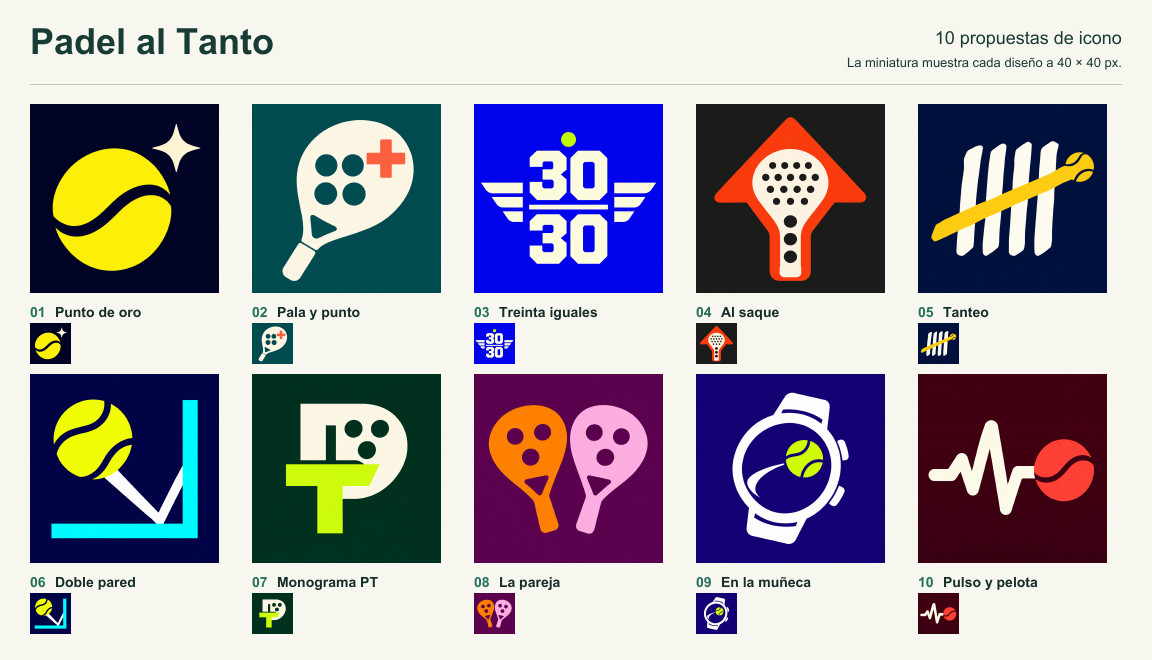 Padel al Tanto
10 propuestas de icono
La miniatura muestra cada diseño a 40 × 40 px.
30
30
01 Punto de oro
02 Pala y punto
03 Treinta iguales
04 Al saque
05 Tanteo
30
30
PT
06 Doble pared
07 Monograma PT
08 La pareja
09 En la muñeca
10 Pulso y pelota
PT